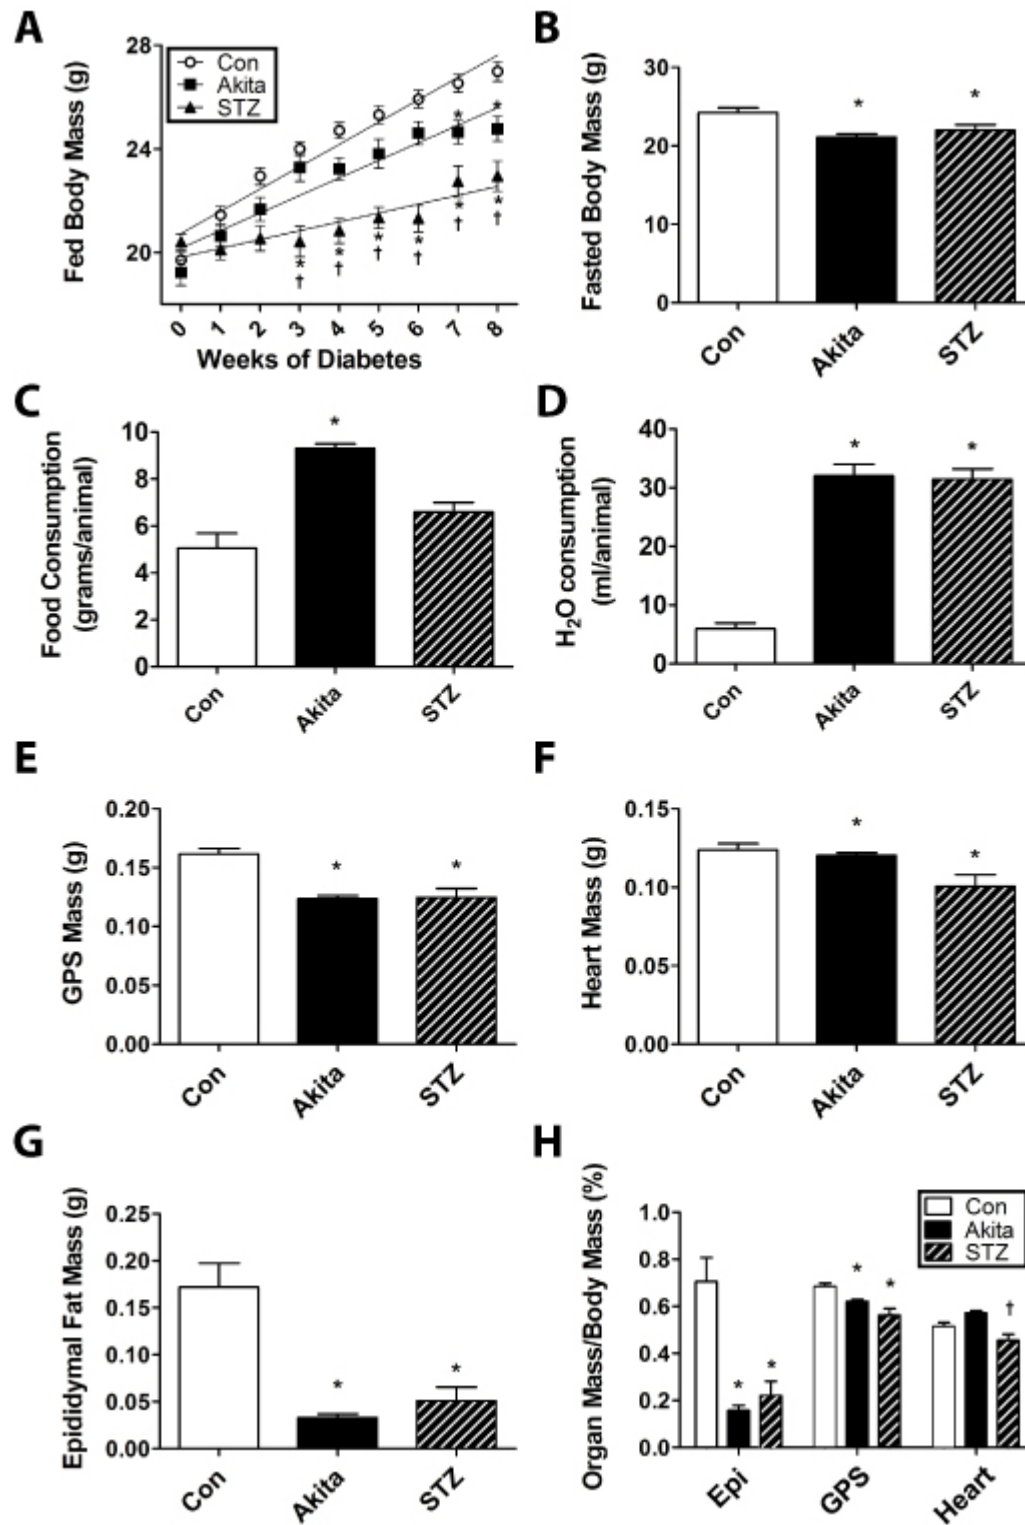 A
Fed Body Mass (g)
28
24
20
Con
Akita
STZ
* * * * * * * *
† † † † † †
0 1 2 3 4 5 6 7 8
Weeks of Diabetes
B
Fasted Body Mass (g)
30
20
10
0
* *
Con Akita STZ
C
Food Consumption
(grams/animal)
10
8
6
4
2
0
*
Con Akita STZ
D
H₂O consumption
(ml/animal)
40
30
20
10
0
* *
Con Akita STZ
E
GPS Mass (g)
0.20
0.15
0.10
0.05
0.00
* *
Con Akita STZ
F
Heart Mass (g)
0.15
0.10
0.05
0.00
* *
Con Akita STZ
G
Epididymal Fat Mass (g)
0.25
0.20
0.15
0.10
0.05
0.00
* *
Con Akita STZ
H
Organ Mass/Body Mass (%)
1.0
0.8
0.6
0.4
0.2
0.0
Con
Akita
STZ
* * * * †
Epi GPS Heart